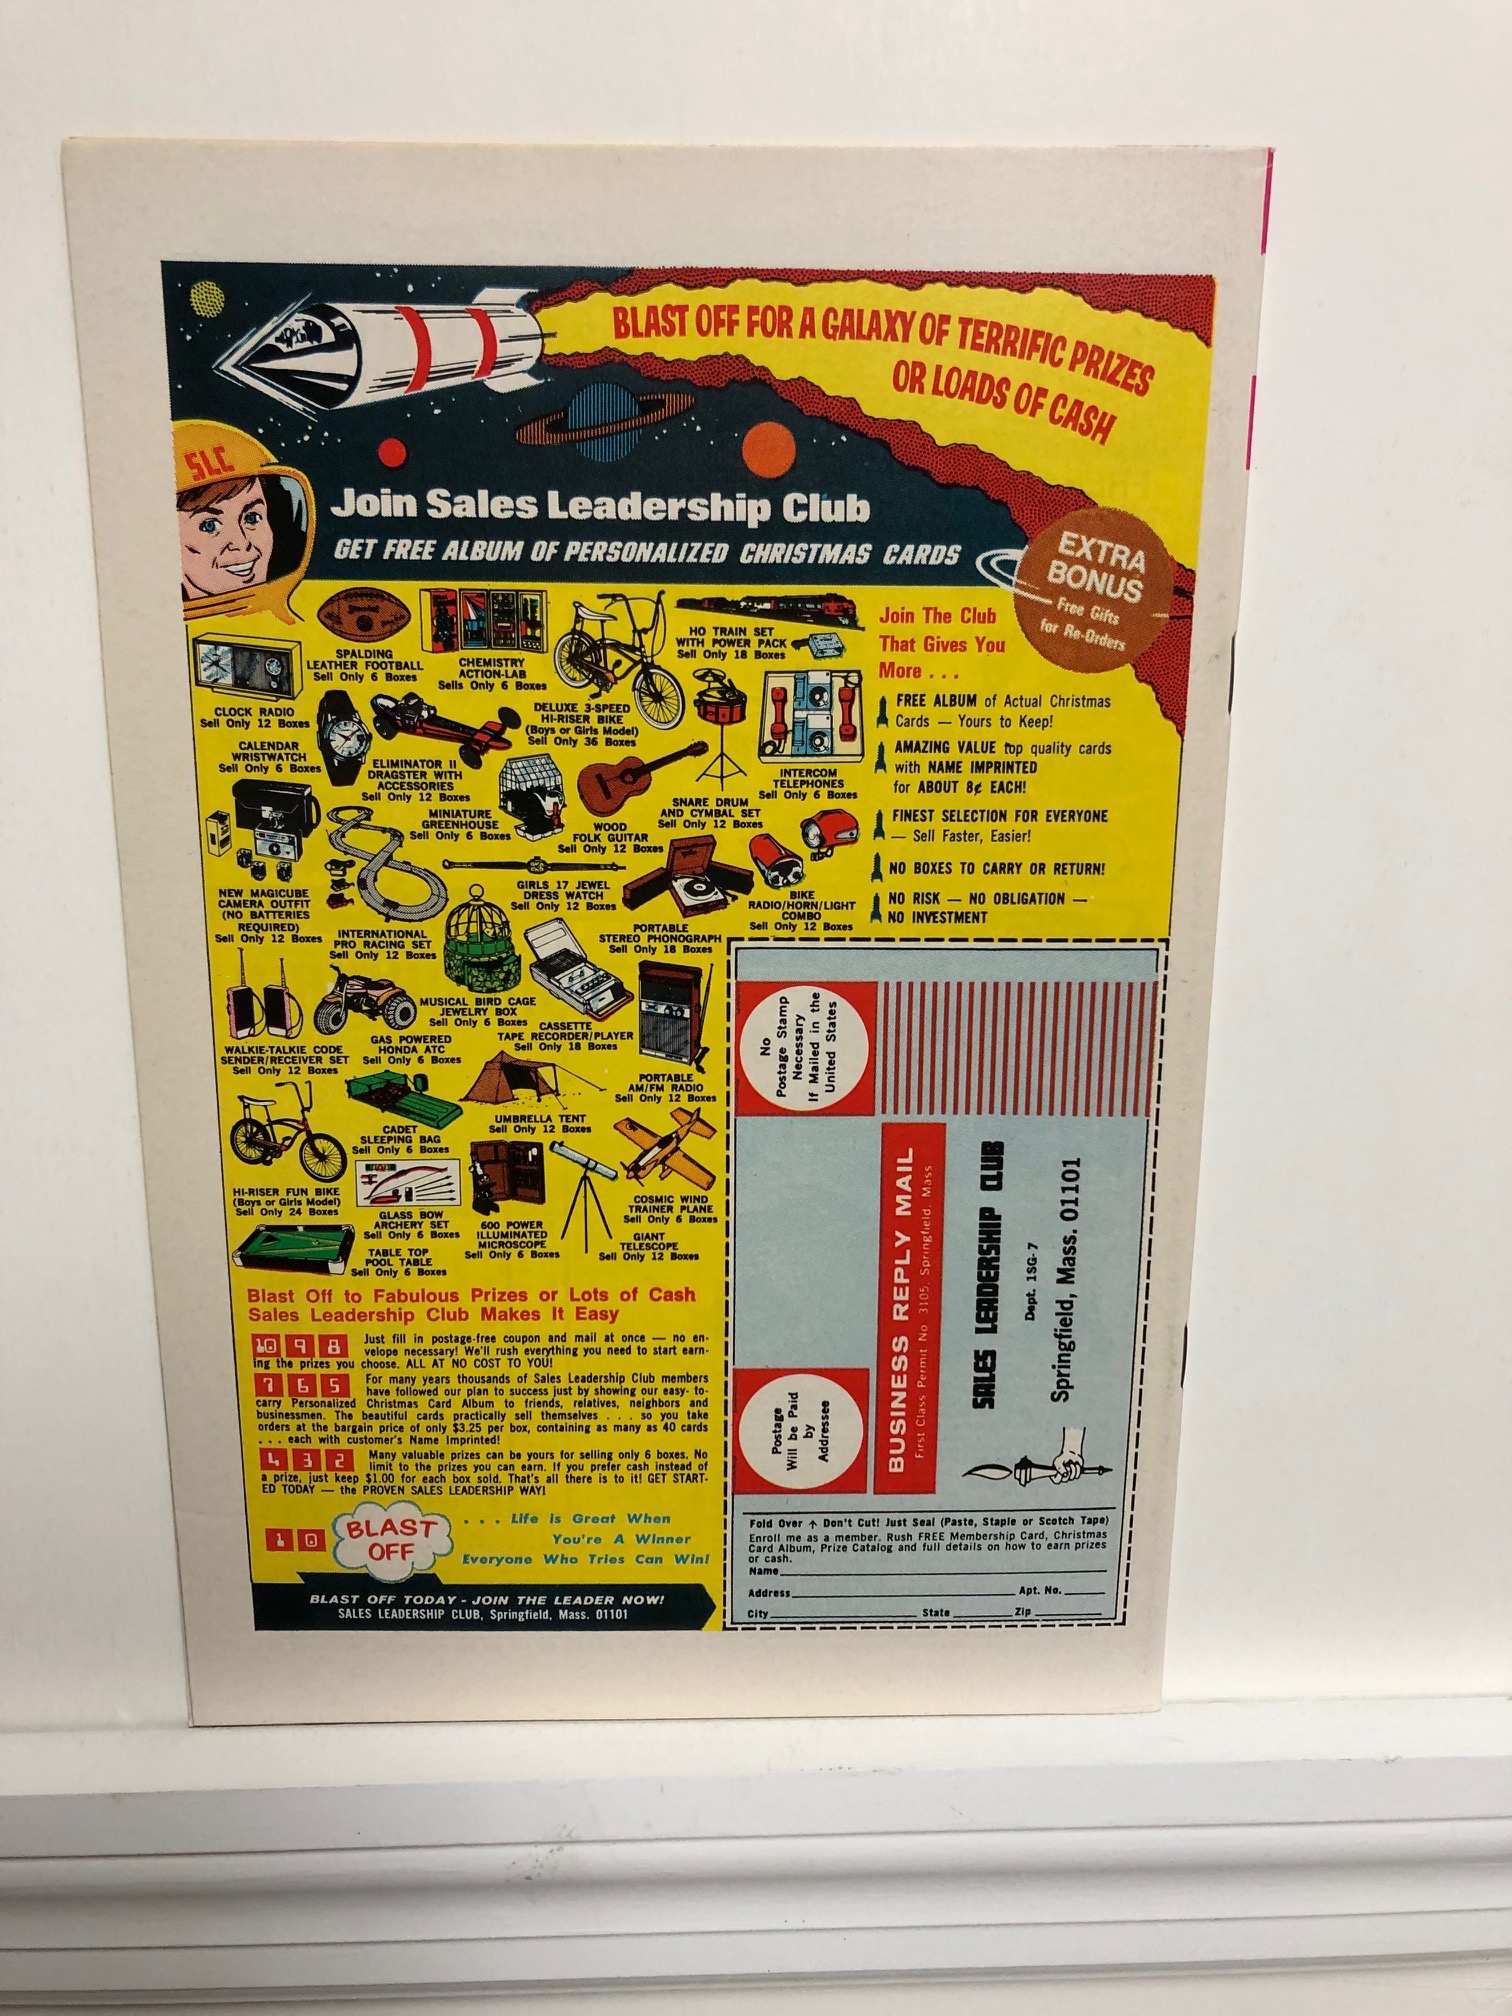 BLAST OFF FOR A GALAXY OF TERRIFIC PRIZES
OR LOADS OF CASH
SLC
Join Sales Leadership Club
GET FREE ALBUM OF PERSONALIZED CHRISTMAS CARDS
EXTRA
BONUS
Free Gifts
for Re-Orders
SPALDING
LEATHER FOOTBALL
Sell Only 6 Boxes
CHEMISTRY
ACTION-LAB
Sells Only 6 Boxes
DELUXE 3-SPEED
HI-RISER BIKE
(Boys or Girls Model)
Sell Only 36 Boxes
HO TRAIN SET
WITH POWER PACK
Sell Only 18 Boxes
CLOCK RADIO
Sell Only 12 Boxes
CALENDAR
WRISTWATCH
Sell Only 6 Boxes
ELIMINATOR II
DRAGSTER WITH
ACCESSORIES
Sell Only 12 Boxes
MINIATURE
GREENHOUSE
Sell Only 6 Boxes
WOOD
FOLK GUITAR
Sell Only 12 Boxes
SNARE DRUM
AND CYMBAL SET
Sell Only 12 Boxes
INTERCOM
TELEPHONES
Sell Only 6 Boxes
NEW MAGICUBE
CAMERA OUTFIT
(NO BATTERIES
REQUIRED)
Sell Only 12 Boxes
INTERNATIONAL
PRO RACING SET
Sell Only 12 Boxes
GIRLS 17 JEWEL
DRESS WATCH
Sell Only 12 Boxes
PORTABLE
STEREO PHONOGRAPH
Sell Only 18 Boxes
BIKE
RADIO/HORN/LIGHT
COMBO
Sell Only 12 Boxes
WALKIE-TALKIE CODE
SENDER/RECEIVER SET
Sell Only 12 Boxes
GAS POWERED
HONDA ATC
Sell Only 6 Boxes
MUSICAL BIRD CAGE
JEWELRY BOX
Sell Only 6 Boxes
CASSETTE
TAPE RECORDER/PLAYER
Sell Only 18 Boxes
PORTABLE
AM/FM RADIO
Sell Only 12 Boxes
HI-RISER FUN BIKE
(Boys or Girls Model)
Sell Only 24 Boxes
CADET
SLEEPING BAG
Sell Only 6 Boxes
UMBRELLA TENT
Sell Only 12 Boxes
GLASS BOW
ARCHERY SET
Sell Only 6 Boxes
600 POWER
ILLUMINATED
MICROSCOPE
Sell Only 6 Boxes
COSMIC WIND
TRAINER PLANE
Sell Only 6 Boxes
GIANT
TELESCOPE
Sell Only 12 Boxes
TABLE TOP
POOL TABLE
Sell Only 6 Boxes
Join The Club
That Gives You
More . . .
FREE ALBUM of Actual Christmas
Cards — Yours to Keep!
AMAZING VALUE top quality cards
with NAME IMPRINTED
for ABOUT 8¢ EACH!
FINEST SELECTION FOR EVERYONE
— Sell Faster, Easier!
NO BOXES TO CARRY OR RETURN!
NO RISK — NO OBLIGATION —
NO INVESTMENT
Blast Off to Fabulous Prizes or Lots of Cash
Sales Leadership Club Makes It Easy
10 9 8 Just fill in postage-free coupon and mail at once — no en-
velope necessary! We'll rush everything you need to start earn-
ing the prizes you choose. ALL AT NO COST TO YOU!
7 6 5 For many years thousands of Sales Leadership Club members
have followed our plan to success just by showing our easy-to-
carry Personalized Christmas Card Album to friends, relatives, neighbors and
businessmen. The beautiful cards practically sell themselves . . . so you take
orders at the bargain price of only $3.25 per box, containing as many as 40 cards
. . . each with customer's Name Imprinted!
4 3 2 Many valuable prizes can be yours for selling only 6 boxes. No
limit to the prizes you can earn. If you prefer cash instead of
a prize, just keep $1.00 for each box sold. That's all there is to it! GET START-
ED TODAY — the PROVEN SALES LEADERSHIP WAY!
1 0
BLAST
OFF
. . . Life is Great When
You're A Winner
Everyone Who Tries Can Win!
BLAST OFF TODAY - JOIN THE LEADER NOW!
SALES LEADERSHIP CLUB, Springfield, Mass. 01101
No
Postage Stamp
Necessary
If Mailed in the
United States
Postage
Will be Paid
by
Addressee
BUSINESS REPLY MAIL
First Class Permit No. 3105, Springfield, Mass
SALES LEADERSHIP CLUB
Dept. 1SG-7
Springfield, Mass. 01101
Fold Over ↑ Don't Cut! Just Seal (Paste, Staple or Scotch Tape)
Enroll me as a member. Rush FREE Membership Card, Christmas
Card Album, Prize Catalog and full details on how to earn prizes
or cash.
Name
Address Apt. No.
City State Zip